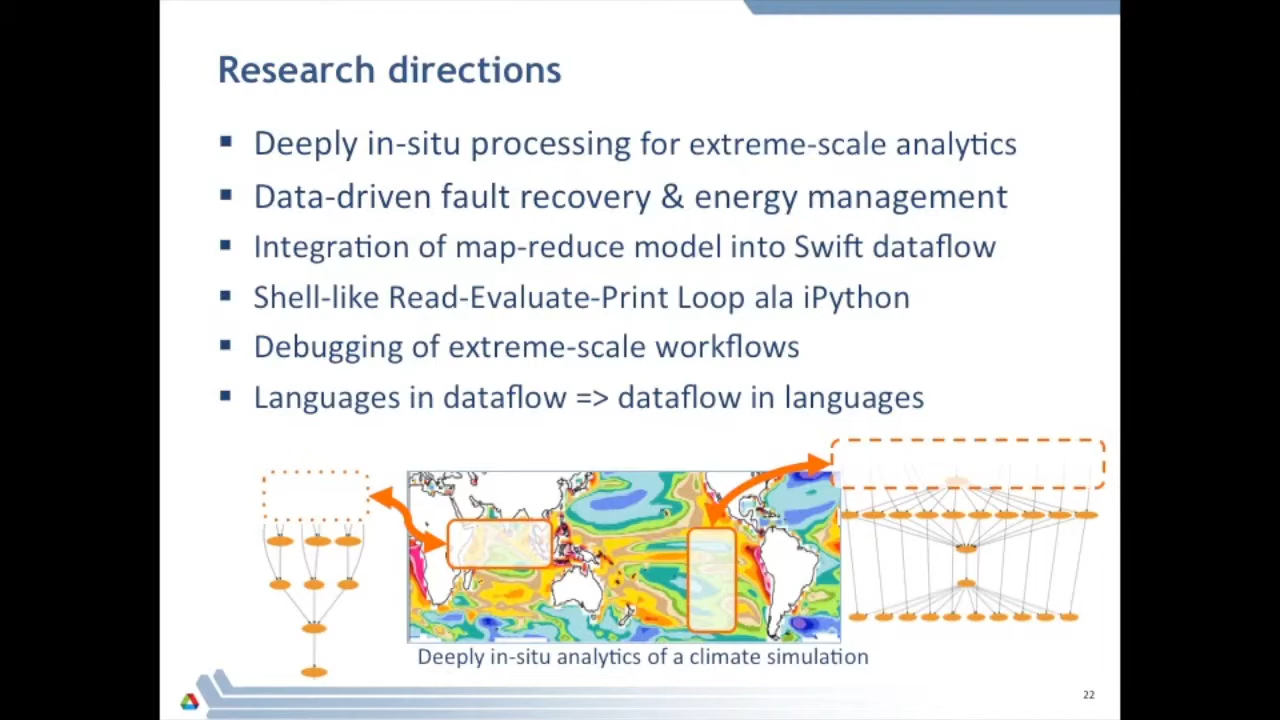 Research directions
Deeply in-situ processing for extreme-scale analytics
Data-driven fault recovery & energy management
Integration of map-reduce model into Swift dataflow
Shell-like Read-Evaluate-Print Loop ala iPython
Debugging of extreme-scale workflows
Languages in dataflow => dataflow in languages
Deeply in-situ analytics of a climate simulation
22